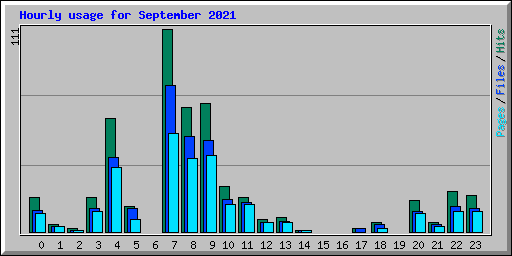 Hourly usage for September 2021
111
Pages / Files / Hits
0 1 2 3 4 5 6 7 8 9 10 11 12 13 14 15 16 17 18 19 20 21 22 23